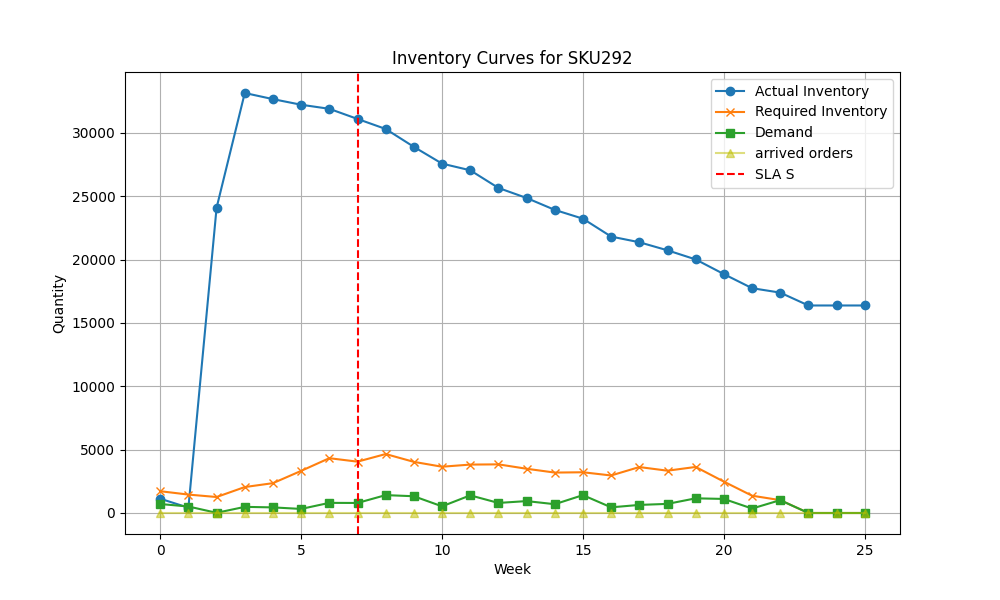 Inventory Curves for SKU292
Actual Inventory
Required Inventory
Demand
arrived orders
SLA S
Quantity
30000
25000
20000
15000
10000
5000
0
0 5 10 15 20 25
Week